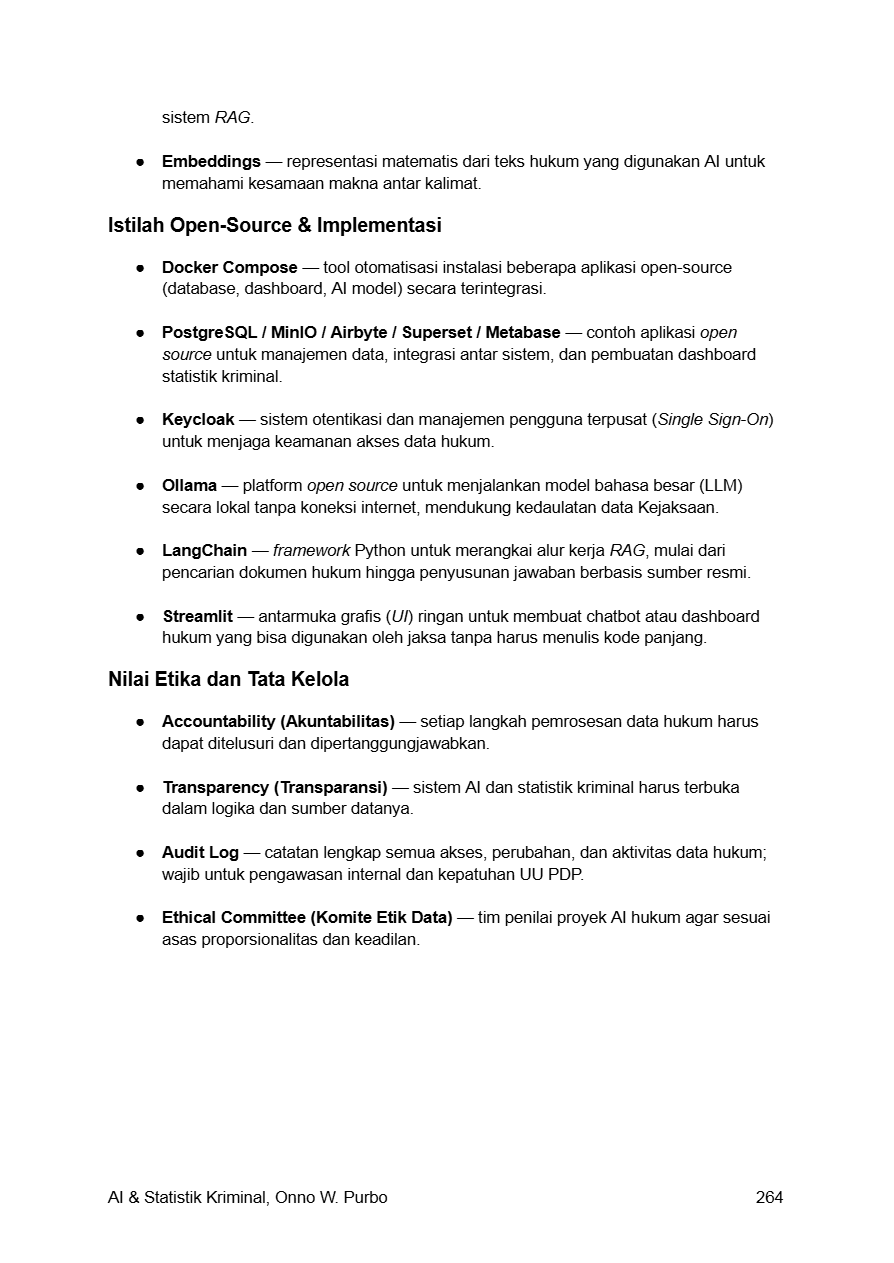 sistem RAG.
● Embeddings — representasi matematis dari teks hukum yang digunakan AI untuk
memahami kesamaan makna antar kalimat.
Istilah Open-Source & Implementasi
● Docker Compose — tool otomatisasi instalasi beberapa aplikasi open-source
(database, dashboard, AI model) secara terintegrasi.
● PostgreSQL / MinIO / Airbyte / Superset / Metabase — contoh aplikasi open
source untuk manajemen data, integrasi antar sistem, dan pembuatan dashboard
statistik kriminal.
● Keycloak — sistem otentikasi dan manajemen pengguna terpusat (Single Sign-On)
untuk menjaga keamanan akses data hukum.
● Ollama — platform open source untuk menjalankan model bahasa besar (LLM)
secara lokal tanpa koneksi internet, mendukung kedaulatan data Kejaksaan.
● LangChain — framework Python untuk merangkai alur kerja RAG, mulai dari
pencarian dokumen hukum hingga penyusunan jawaban berbasis sumber resmi.
● Streamlit — antarmuka grafis (UI) ringan untuk membuat chatbot atau dashboard
hukum yang bisa digunakan oleh jaksa tanpa harus menulis kode panjang.
Nilai Etika dan Tata Kelola
● Accountability (Akuntabilitas) — setiap langkah pemrosesan data hukum harus
dapat ditelusuri dan dipertanggungjawabkan.
● Transparency (Transparansi) — sistem AI dan statistik kriminal harus terbuka
dalam logika dan sumber datanya.
● Audit Log — catatan lengkap semua akses, perubahan, dan aktivitas data hukum;
wajib untuk pengawasan internal dan kepatuhan UU PDP.
● Ethical Committee (Komite Etik Data) — tim penilai proyek AI hukum agar sesuai
asas proporsionalitas dan keadilan.
AI & Statistik Kriminal, Onno W. Purbo 264